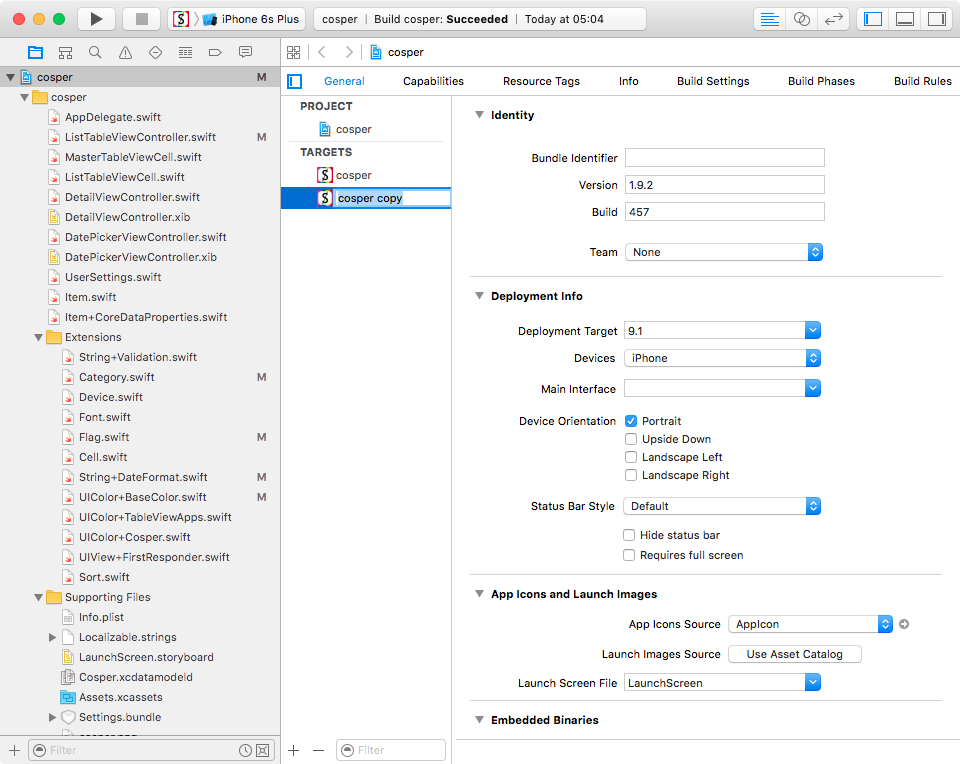 iPhone 6s Plus
cosper | Build cosper: Succeeded | Today at 05:04
cosper
cosper M
General Capabilities Resource Tags Info Build Settings Build Phases Build Rules
cosper
AppDelegate.swift
ListTableViewController.swift M
MasterTableViewCell.swift
ListTableViewCell.swift
DetailViewController.swift
DetailViewController.xib
DatePickerViewController.swift
DatePickerViewController.xib
UserSettings.swift
Item.swift
Item+CoreDataProperties.swift
Extensions
String+Validation.swift
Category.swift M
Device.swift
Font.swift
Flag.swift M
Cell.swift
String+DateFormat.swift M
UIColor+BaseColor.swift M
UIColor+TableViewApps.swift
UIColor+Cosper.swift
UIView+FirstResponder.swift
Sort.swift
Supporting Files
Info.plist
Localizable.strings
LaunchScreen.storyboard
Cosper.xcdatamodeld
Assets.xcassets
Settings.bundle
Filter
PROJECT
cosper
TARGETS
S cosper
S cosper copy
Filter
Identity
Bundle Identifier
Version 1.9.2
Build 457
Team None
Deployment Info
Deployment Target 9.1
Devices iPhone
Main Interface
Device Orientation Portrait
Upside Down
Landscape Left
Landscape Right
Status Bar Style Default
Hide status bar
Requires full screen
App Icons and Launch Images
App Icons Source AppIcon
Launch Images Source Use Asset Catalog
Launch Screen File LaunchScreen
Embedded Binaries